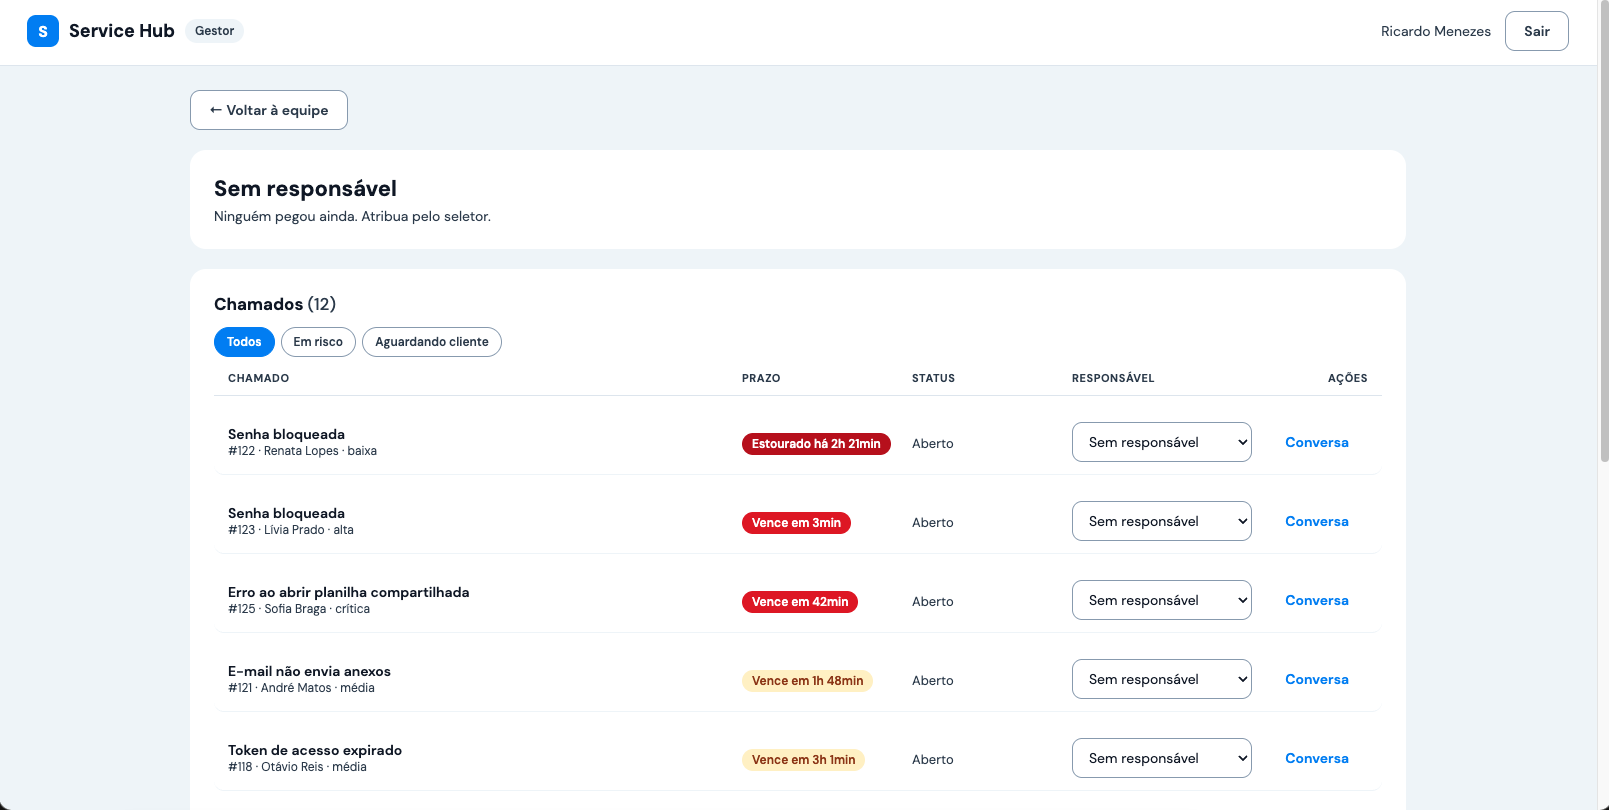 S Service Hub Gestor Ricardo Menezes Sair
← Voltar à equipe
Sem responsável
Ninguém pegou ainda. Atribua pelo seletor.
Chamados (12)
Todos Em risco Aguardando cliente
CHAMADO PRAZO STATUS RESPONSÁVEL AÇÕES
Senha bloqueada
#122 · Renata Lopes · baixa
Estourado há 2h 21min Aberto Sem responsável Conversa
Senha bloqueada
#123 · Lívia Prado · alta
Vence em 3min Aberto Sem responsável Conversa
Erro ao abrir planilha compartilhada
#125 · Sofia Braga · crítica
Vence em 42min Aberto Sem responsável Conversa
E-mail não envia anexos
#121 · André Matos · média
Vence em 1h 48min Aberto Sem responsável Conversa
Token de acesso expirado
#118 · Otávio Reis · média
Vence em 3h 1min Aberto Sem responsável Conversa